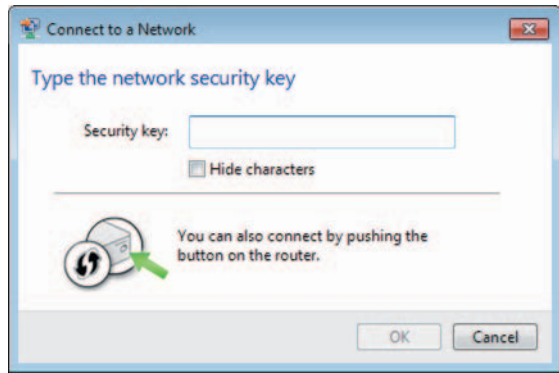 Connect to a Network
Type the network security key
Security key:
Hide characters
You can also connect by pushing the
button on the router.
OK Cancel